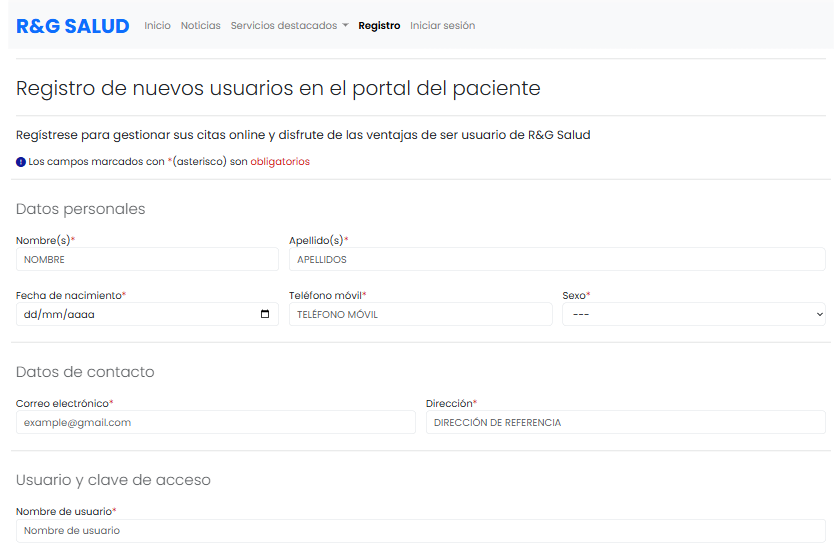 R&G SALUD Inicio Noticias Servicios destacados Registro Iniciar sesión
Registro de nuevos usuarios en el portal del paciente
Regístrese para gestionar sus citas online y disfrute de las ventajas de ser usuario de R&G Salud
Los campos marcados con *(asterisco) son obligatorios
Datos personales
Nombre(s)* Apellido(s)*
NOMBRE APELLIDOS
Fecha de nacimiento* Teléfono móvil* Sexo*
dd/mm/aaaa TELÉFONO MÓVIL ---
Datos de contacto
Correo electrónico* Dirección*
example@gmail.com DIRECCIÓN DE REFERENCIA
Usuario y clave de acceso
Nombre de usuario*
Nombre de usuario